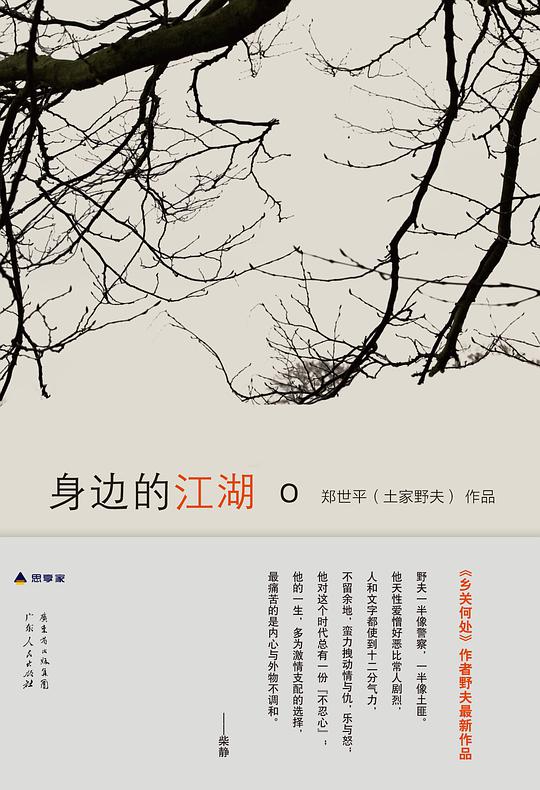 身边的江湖 O 郑世平（土家野夫）作品
《乡关何处》作者野夫最新作品
野夫一半像警察，一半像土匪。
他天性爱憎好恶比常人剧烈，
人和文字都使到十二分气力，
不留余地，蛮力拽动情与仇，乐与怒；
他对这个时代总有一份『不忍心』；
他的一生，多为激情支配的选择，
最痛苦的是内心与外物不调和。
——柴静
思享家
广东省出版集团
广东人民出版社